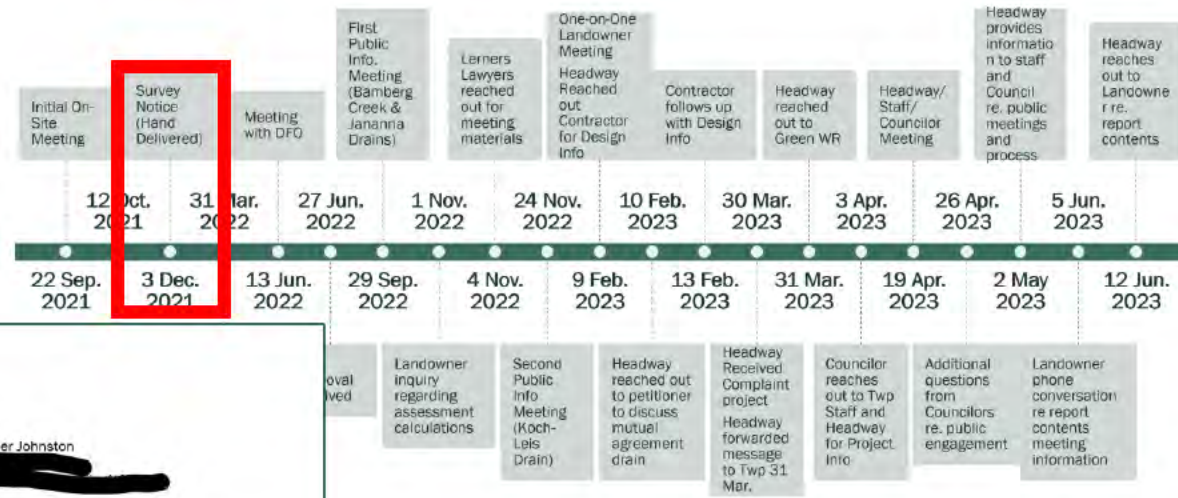 Initial On-
Site
Meeting
Survey
Notice
(Hand
Delivered)
Meeting
with DFO
First
Public
Info.
Meeting
(Bamberg
Creek &
Jananna
Drains)
Lerners
Lawyers
reached
out for
meeting
materials
One-on-One
Landowner
Meeting
Headway
Reached
out
Contractor
for Design
Info
Contractor
follows up
with Design
Info
Headway
reached
out to
Green WR
Headway/
Staff/
Councilor
Meeting
Headway
provides
informatio
n to staff
and
Council
re. public
meetings
and
process
Headway
reaches
out to
Landowne
r re.
report
contents
12 Oct.
2021
31 Mar.
2022
27 Jun.
2022
1 Nov.
2022
24 Nov.
2022
10 Feb.
2023
30 Mar.
2023
3 Apr.
2023
26 Apr.
2023
5 Jun.
2023
22 Sep.
2021
3 Dec.
2021
13 Jun.
2022
29 Sep.
2022
4 Nov.
2022
9 Feb.
2023
13 Feb.
2023
31 Mar.
2023
19 Apr.
2023
2 May
2023
12 Jun.
2023
er Johnston
oval
ived
Landowner
inquiry
regarding
assessment
calculations
Second
Public
Info
Meeting
(Koch-
Leis
Drain)
Headway
reached out
to petitioner
to discuss
mutual
agreement
drain
Headway
Received
Complaint
project
Headway
forwarded
message
to Twp 31
Mar.
Councilor
reaches
out to Twp
Staff and
Headway
for Project
Info
Additional
questions
from
Councilors
re. public
engagement
Landowner
phone
conversation
re report
contents
meeting
information